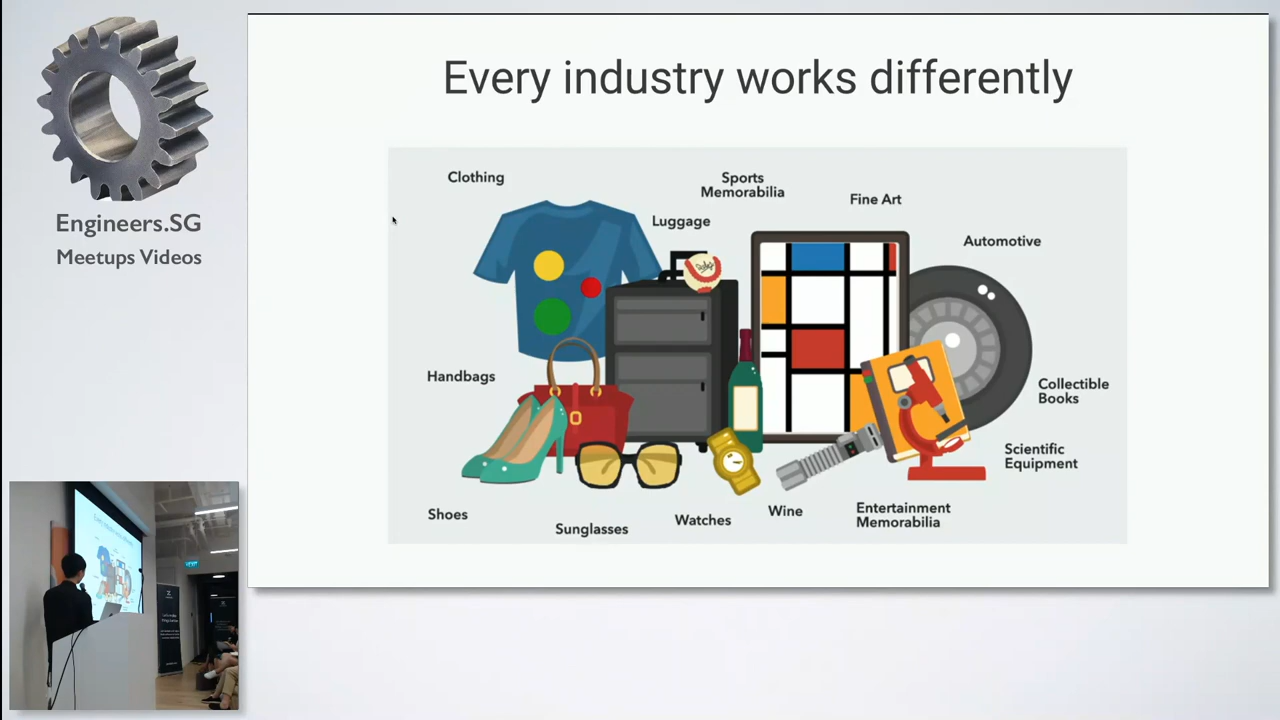 Engineers.SG
Meetups Videos
Every industry works differently
Clothing
Sports
Memorabilia
Fine Art
Luggage
Automotive
Handbags
Collectible
Books
Scientific
Equipment
Shoes
Sunglasses
Watches
Wine
Entertainment
Memorabilia